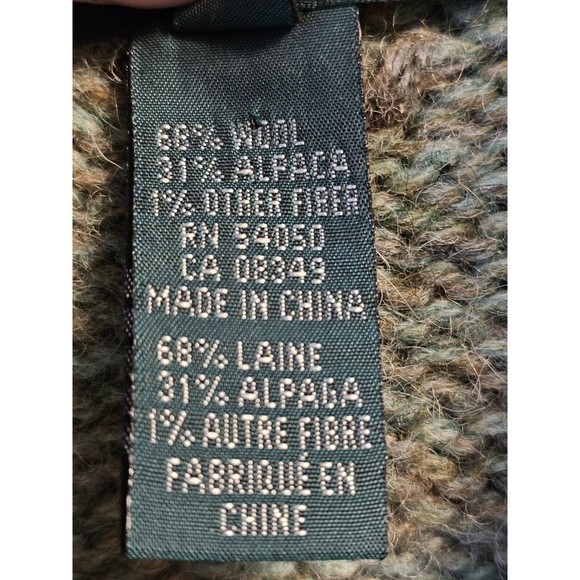 68% WOOL
31% ALPACA
1% OTHER FIBER
RN 54050
CA 08349
MADE IN CHINA
68% LAINE
31% ALPAGA
1% AUTRE FIBRE
FABRIQUÉ EN
CHINE